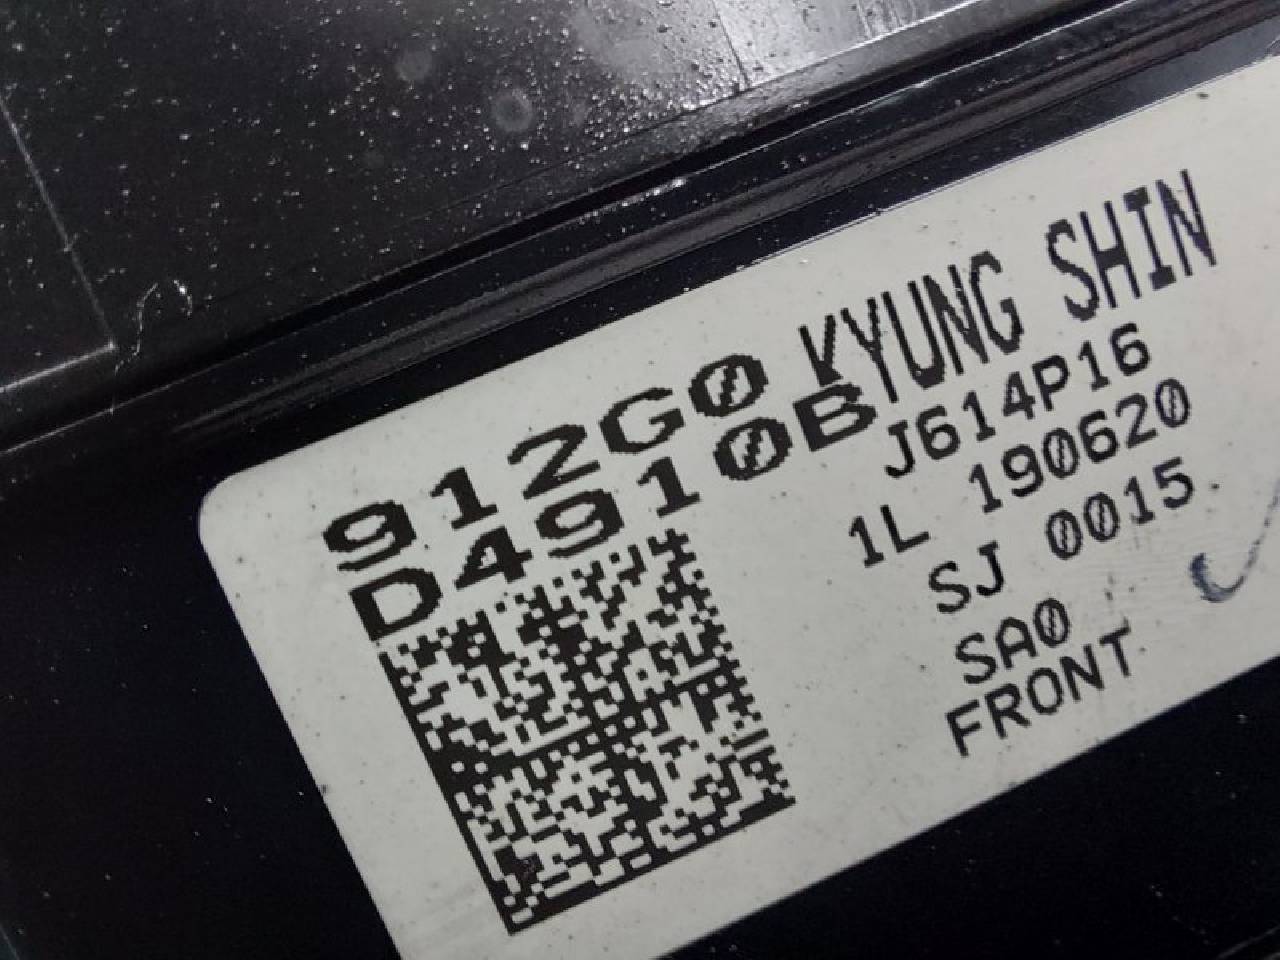 912G0 KYUNG SHIN
D4910B J614P16
1L 190620
SJ 0015
SA0
FRONT